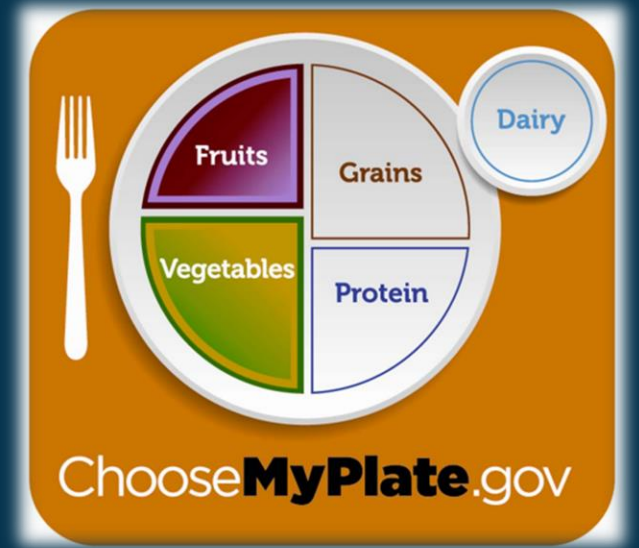 Fruits
Grains
Dairy
Vegetables
Protein
ChooseMyPlate.gov